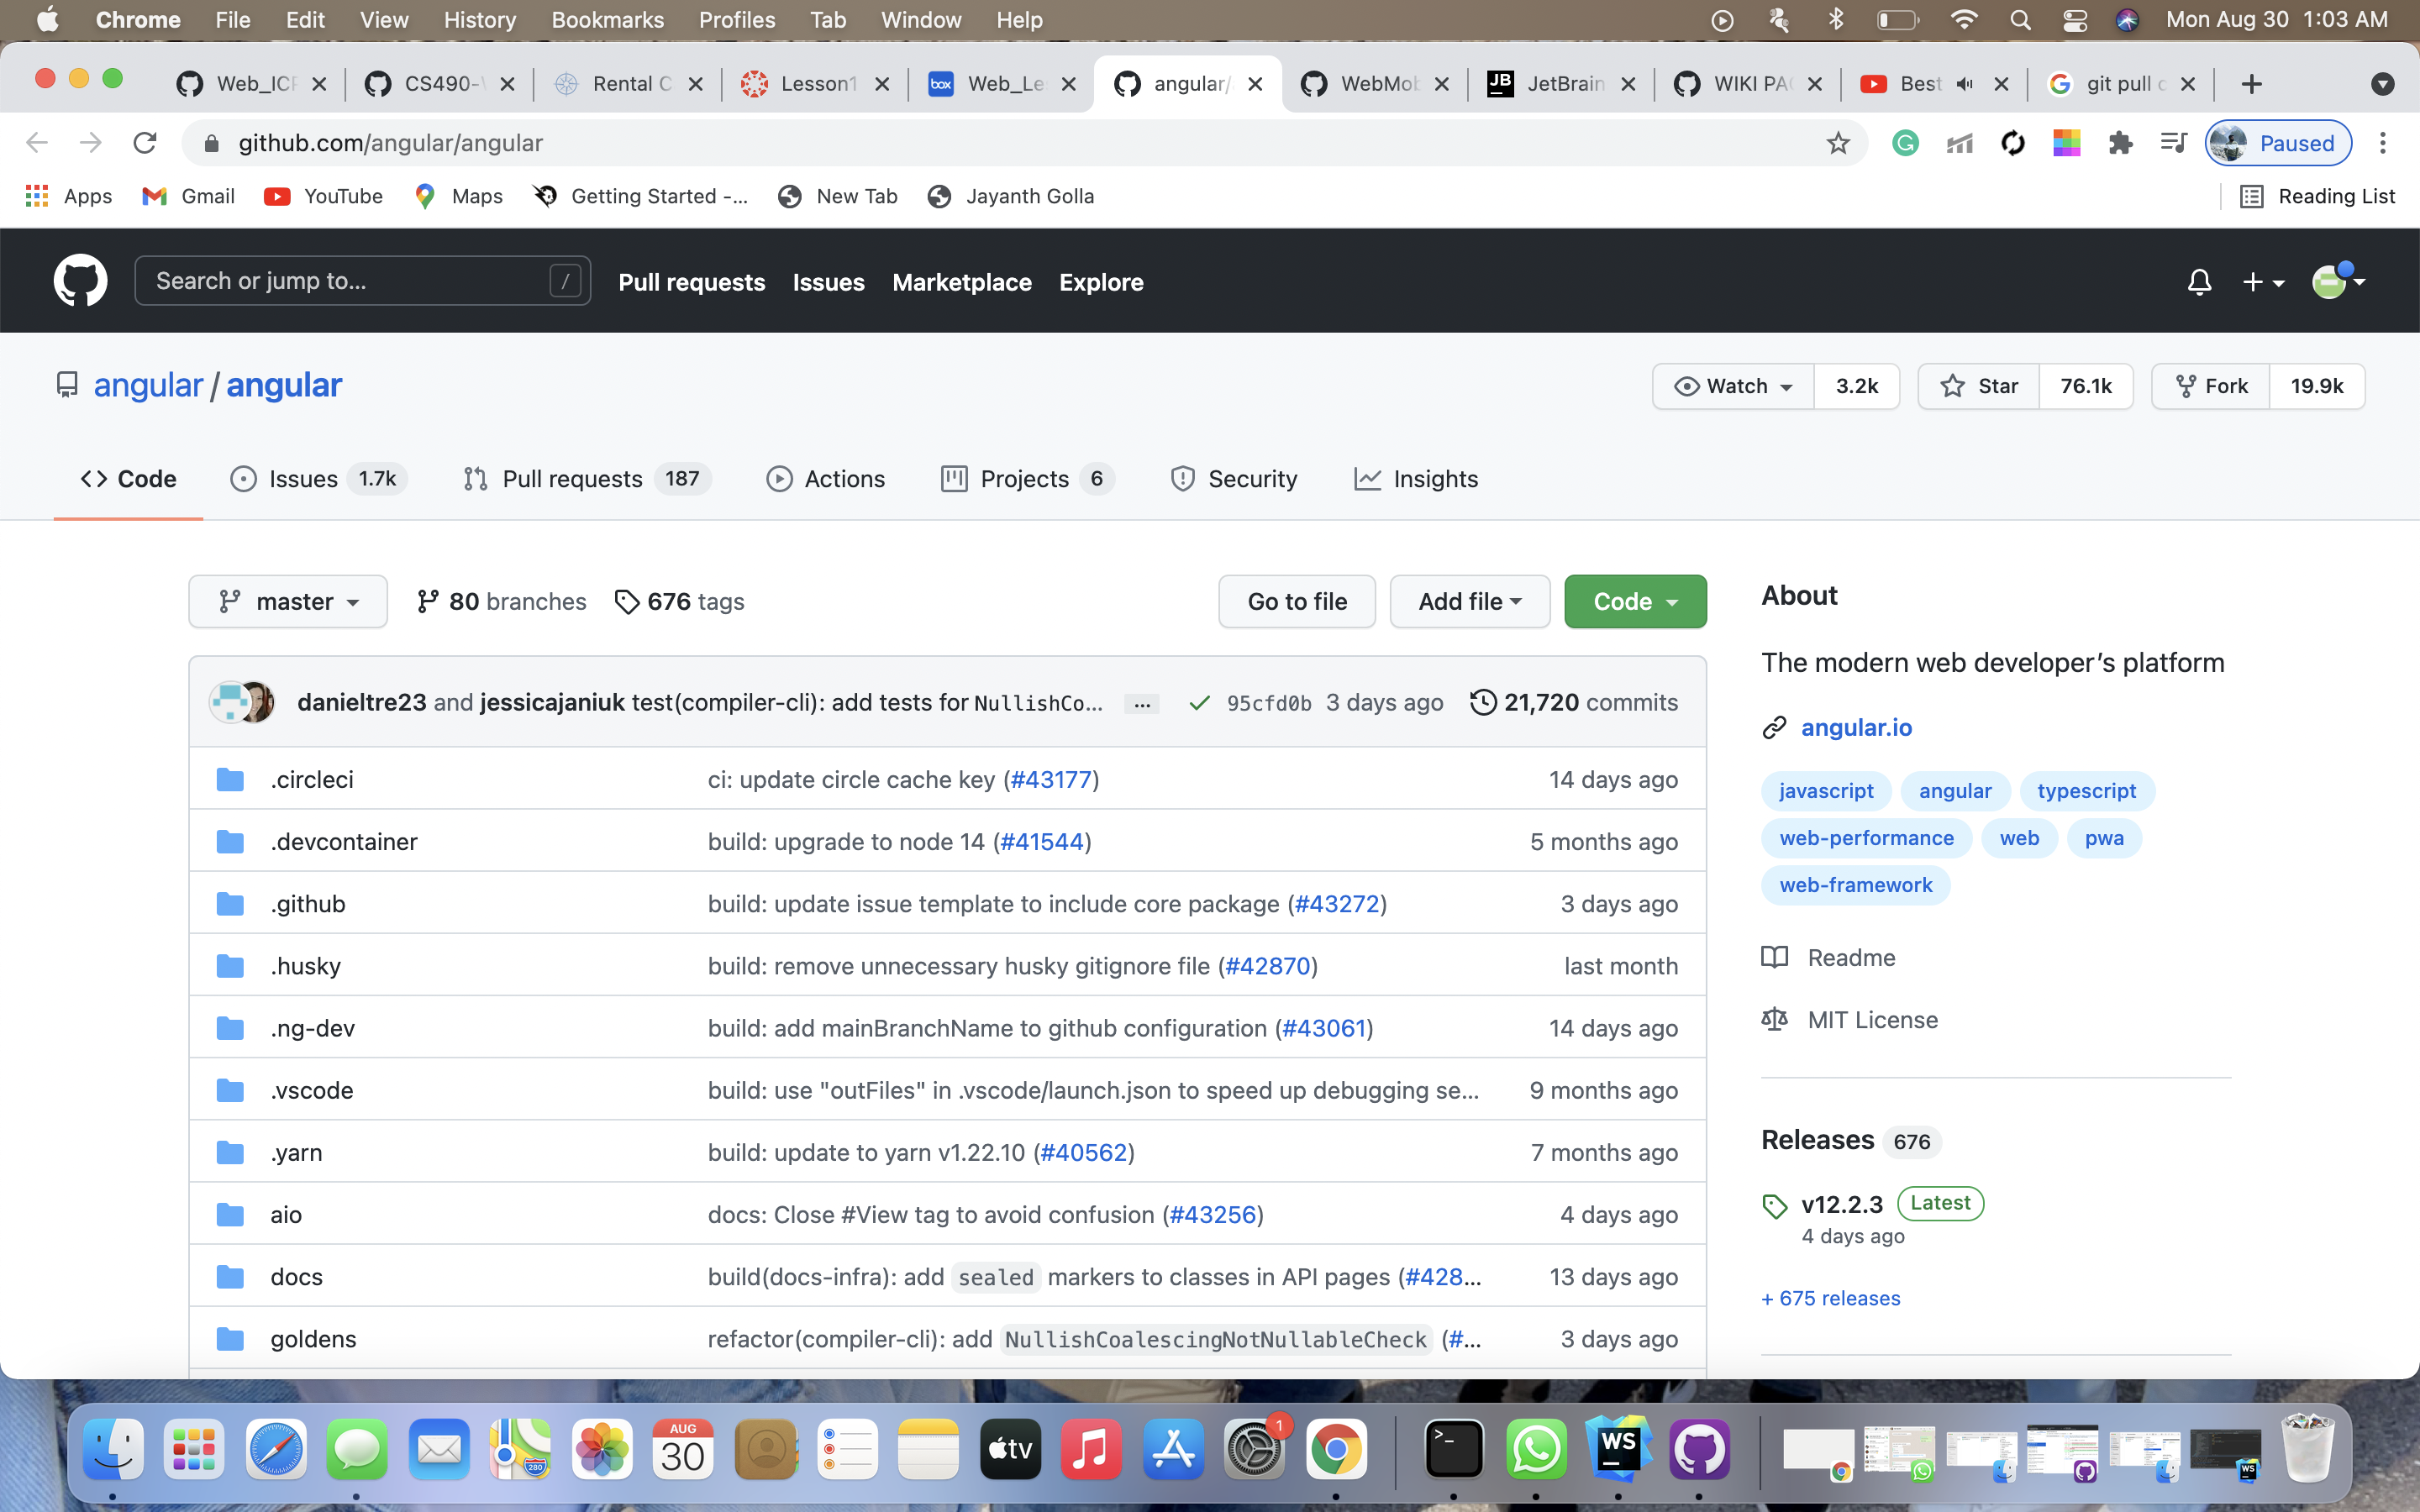 Chrome File Edit View History Bookmarks Profiles Tab Window Help Mon Aug 30 1:03 AM
Web_ICP CS490- Rental C Lesson1 box Web_Le angular/ WebMob JB JetBrain WIKI PA Best git pull
github.com/angular/angular Paused
Apps Gmail YouTube Maps Getting Started -... New Tab Jayanth Golla Reading List
Search or jump to... / Pull requests Issues Marketplace Explore
angular / angular Watch 3.2k Star 76.1k Fork 19.9k
Code Issues 1.7k Pull requests 187 Actions Projects 6 Security Insights
master 80 branches 676 tags Go to file Add file Code
About
The modern web developer’s platform
angular.io
javascript angular typescript
web-performance web pwa
web-framework
Readme
MIT License
Releases 676
v12.2.3 Latest
4 days ago
+ 675 releases
danieltre23 and jessicajaniuk test(compiler-cli): add tests for NullishCo... ... 95cfd0b 3 days ago 21,720 commits
.circleci ci: update circle cache key (#43177) 14 days ago
.devcontainer build: upgrade to node 14 (#41544) 5 months ago
.github build: update issue template to include core package (#43272) 3 days ago
.husky build: remove unnecessary husky gitignore file (#42870) last month
.ng-dev build: add mainBranchName to github configuration (#43061) 14 days ago
.vscode build: use "outFiles" in .vscode/launch.json to speed up debugging se... 9 months ago
.yarn build: update to yarn v1.22.10 (#40562) 7 months ago
aio docs: Close #View tag to avoid confusion (#43256) 4 days ago
docs build(docs-infra): add sealed markers to classes in API pages (#428... 13 days ago
goldens refactor(compiler-cli): add NullishCoalescingNotNullableCheck (#... 3 days ago
280 AUG 30 tv 1 >_ WS WS